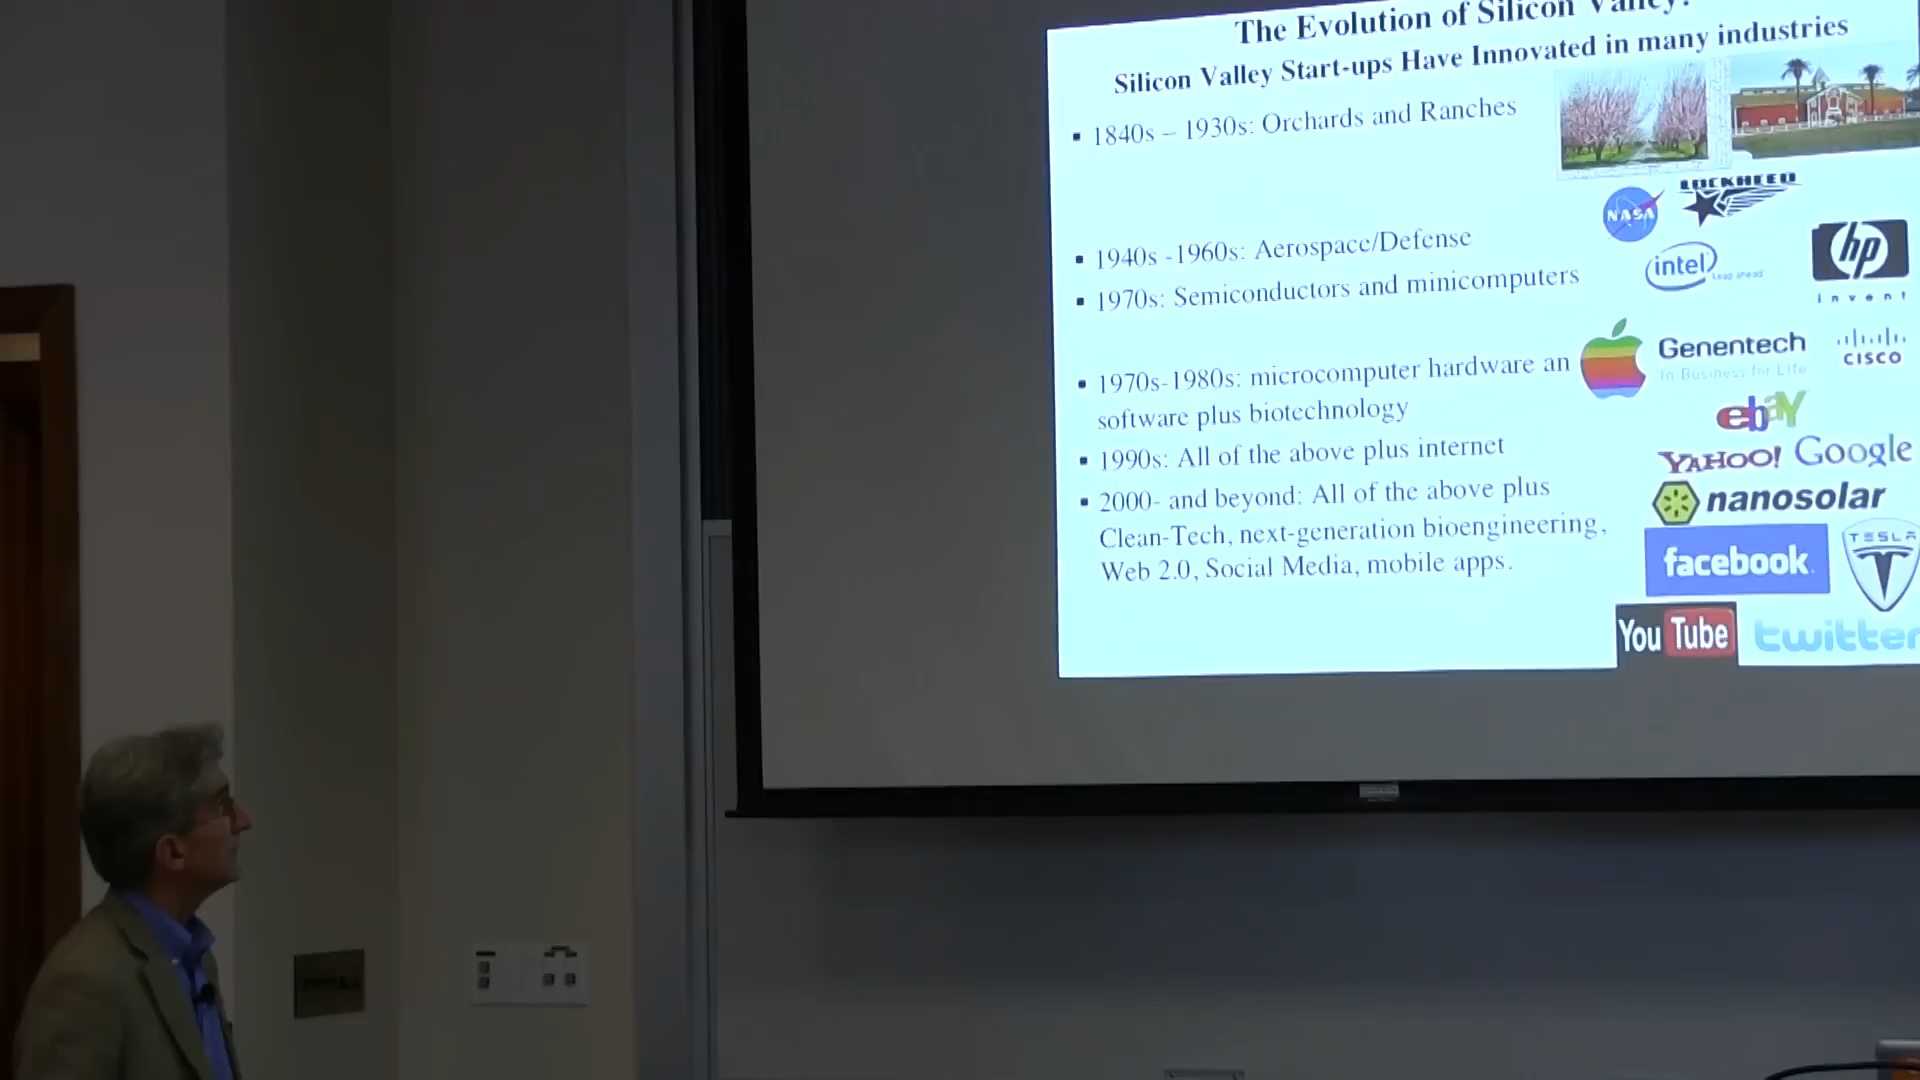 The Evolution of Silicon Valley:
Silicon Valley Start-ups Have Innovated in many industries
▪ 1840s – 1930s: Orchards and Ranches
LOCKHEED
NASA
▪ 1940s -1960s: Aerospace/Defense
hp
intel
Leap ahead
▪ 1970s: Semiconductors and minicomputers
invent
Genentech
In Business for Life
CISCO
▪ 1970s-1980s: microcomputer hardware an
software plus biotechnology
ebay
▪ 1990s: All of the above plus internet
YAHOO! Google
▪ 2000- and beyond: All of the above plus
nanosolar
Clean-Tech, next-generation bioengineering,
Web 2.0, Social Media, mobile apps.
facebook
TESLA
YouTube
twitter